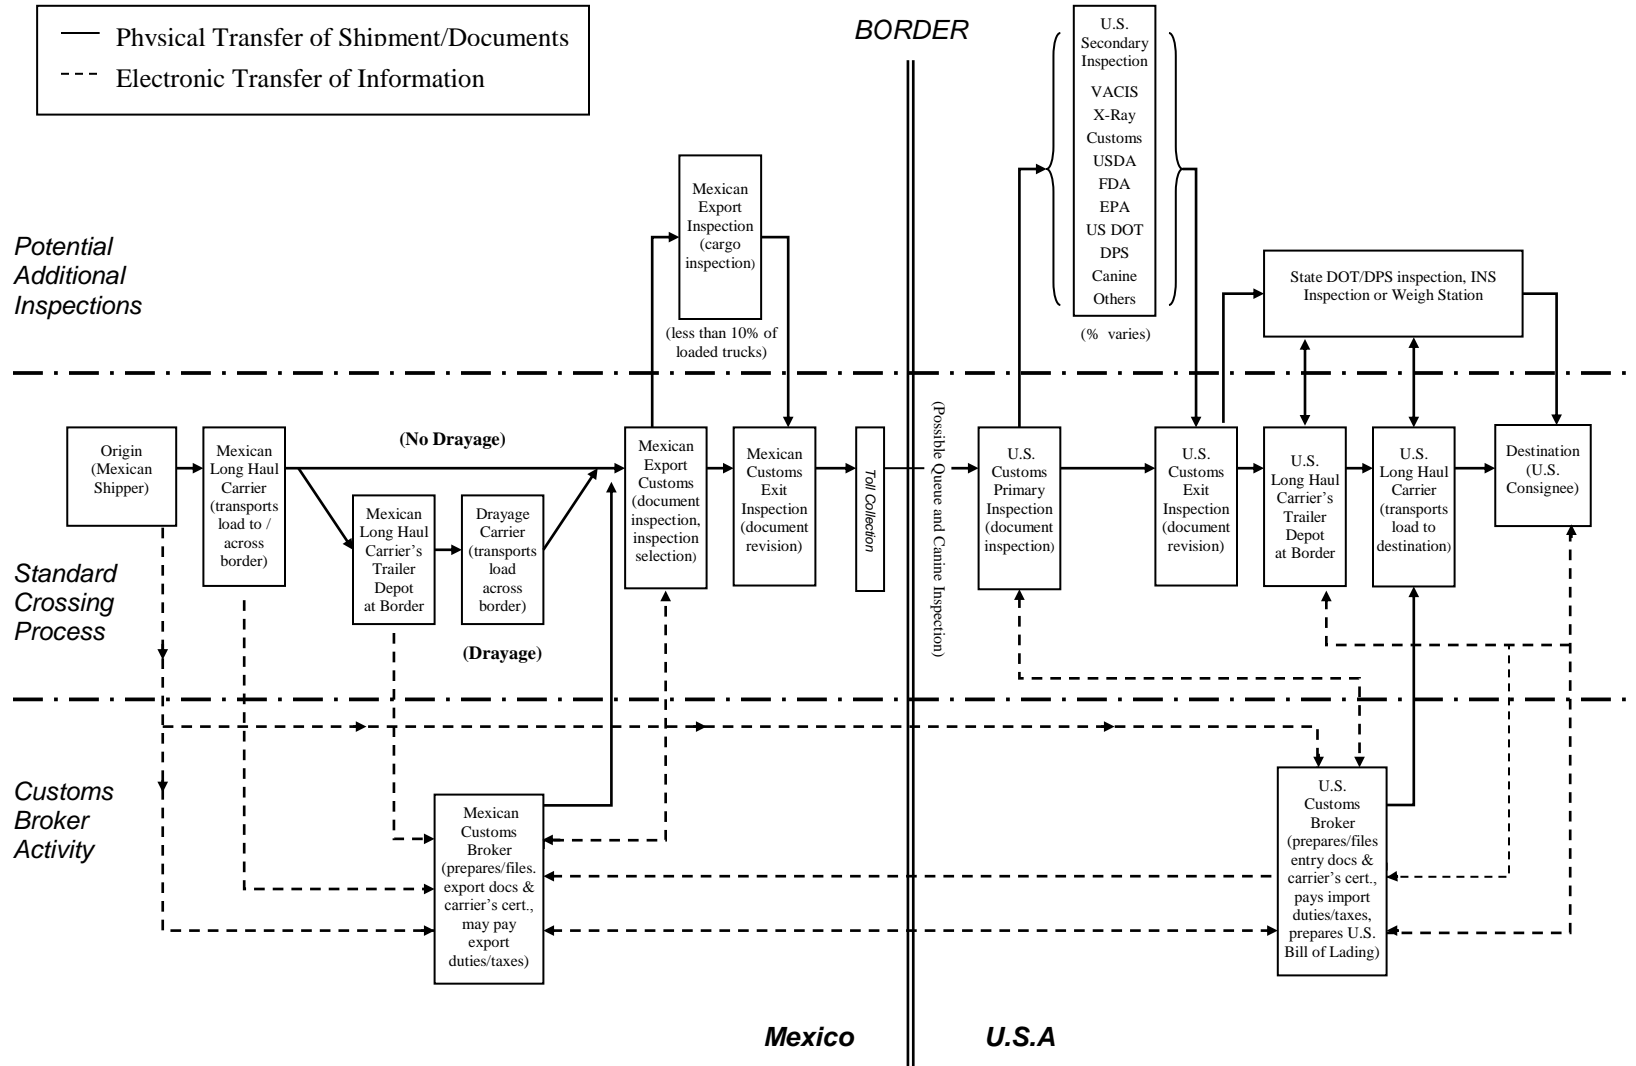 Physical Transfer of Shipment/Documents
Electronic Transfer of Information
BORDER
U.S.
Secondary
Inspection
VACIS
X-Ray
Customs
USDA
FDA
EPA
US DOT
DPS
Canine
Others
(% varies)
Potential
Additional
Inspections
Mexican
Export
Inspection
(cargo
inspection)
(less than 10% of
loaded trucks)
State DOT/DPS inspection, INS
Inspection or Weigh Station
Standard
Crossing
Process
Origin
(Mexican
Shipper)
Mexican
Long Haul
Carrier
(transports
load to /
across
border)
(No Drayage)
Mexican
Long Haul
Carrier's
Trailer
Depot
at Border
Drayage
Carrier
(transports
load
across
border)
(Drayage)
Mexican
Export
Customs
(document
inspection,
inspection
selection)
Mexican
Customs
Exit
Inspection
(document
revision)
Toll Collection
(Possible Queue and Canine Inspection)
U.S.
Customs
Primary
Inspection
(document
inspection)
U.S.
Customs
Exit
Inspection
(document
revision)
U.S.
Long Haul
Carrier's
Trailer
Depot
at Border
U.S.
Long Haul
Carrier
(transports
load to
destination)
Destination
(U.S.
Consignee)
Customs
Broker
Activity
Mexican
Customs
Broker
(prepares/files.
export docs &
carrier's cert.,
may pay
export
duties/taxes)
U.S.
Customs
Broker
(prepares/files
entry docs &
carrier's cert.,
pays import
duties/taxes,
prepares U.S.
Bill of Lading)
Mexico
U.S.A